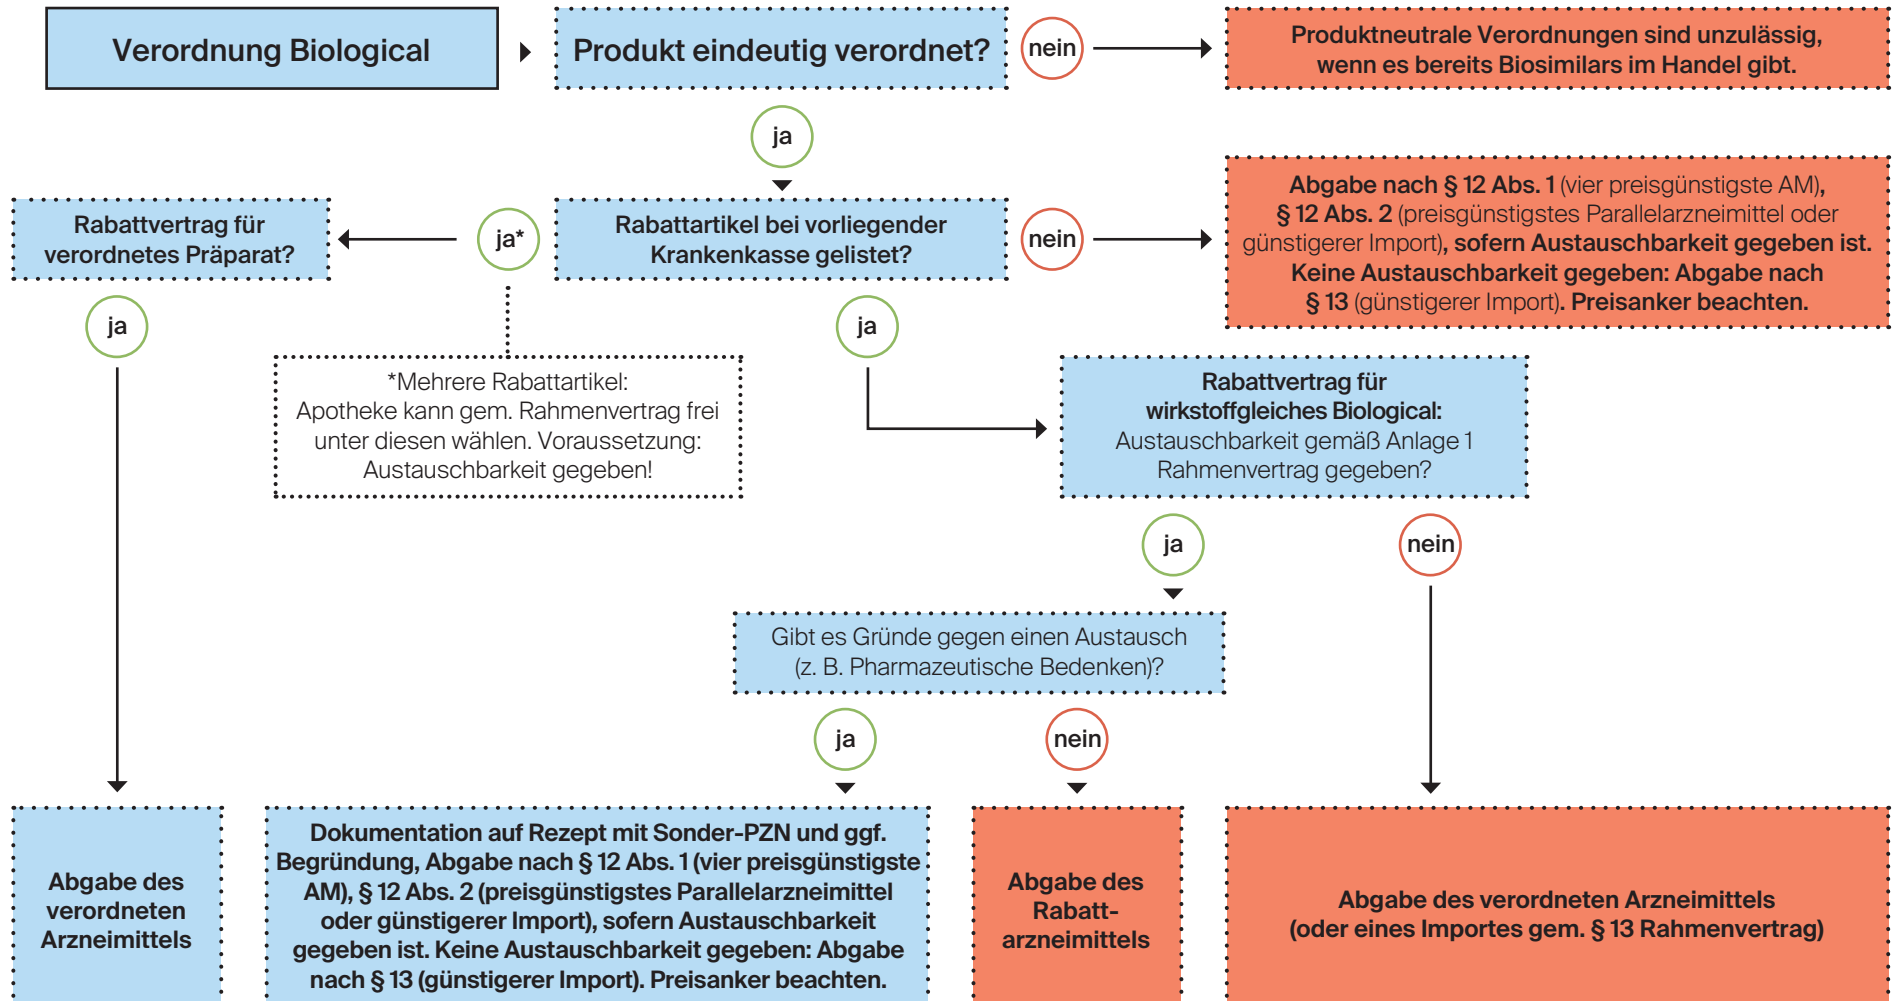 Verordnung Biological
Produkt eindeutig verordnet?
nein
Produktneutrale Verordnungen sind unzulässig,
wenn es bereits Biosimilars im Handel gibt.
ja
Rabattvertrag für
verordnetes Präparat?
ja*
Rabattartikel bei vorliegender
Krankenkasse gelistet?
nein
Abgabe nach § 12 Abs. 1 (vier preisgünstigste AM),
§ 12 Abs. 2 (preisgünstigstes Parallelarzneimittel oder
günstigerer Import), sofern Austauschbarkeit gegeben ist.
Keine Austauschbarkeit gegeben: Abgabe nach
§ 13 (günstigerer Import). Preisanker beachten.
ja
ja
*Mehrere Rabattartikel:
Apotheke kann gem. Rahmenvertrag frei
unter diesen wählen. Voraussetzung:
Austauschbarkeit gegeben!
Rabattvertrag für
wirkstoffgleiches Biological:
Austauschbarkeit gemäß Anlage 1
Rahmenvertrag gegeben?
ja
nein
Gibt es Gründe gegen einen Austausch
(z. B. Pharmazeutische Bedenken)?
ja
nein
Abgabe des
verordneten
Arzneimittels
Dokumentation auf Rezept mit Sonder-PZN und ggf.
Begründung, Abgabe nach § 12 Abs. 1 (vier preisgünstigste
AM), § 12 Abs. 2 (preisgünstigstes Parallelarzneimittel
oder günstigerer Import), sofern Austauschbarkeit
gegeben ist. Keine Austauschbarkeit gegeben: Abgabe
nach § 13 (günstigerer Import). Preisanker beachten.
Abgabe des
Rabatt-
arzneimittels
Abgabe des verordneten Arzneimittels
(oder eines Importes gem. § 13 Rahmenvertrag)